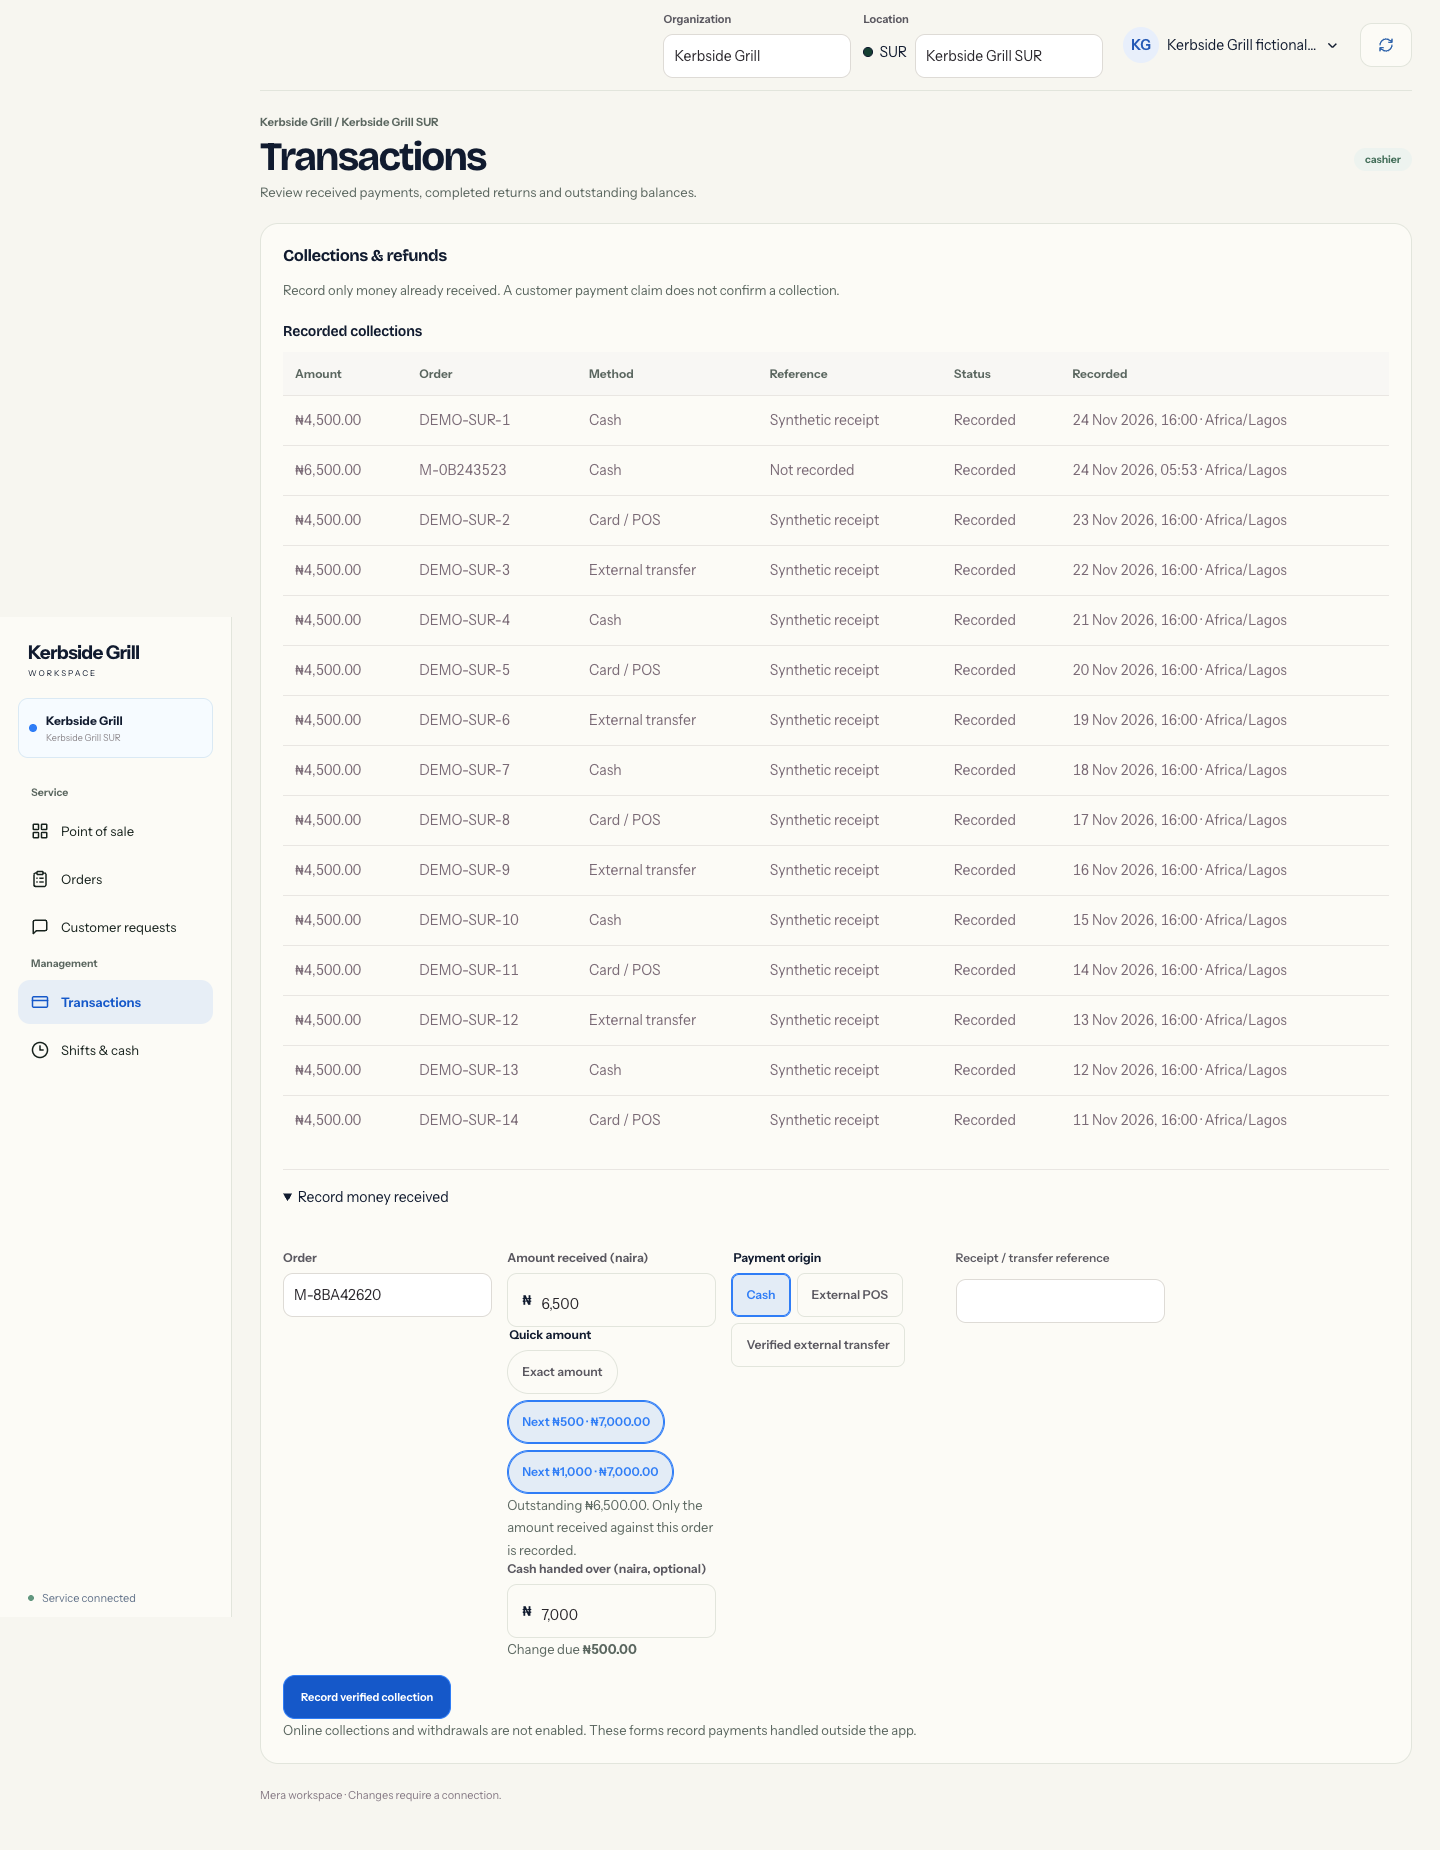 Organization
Location
Kerbside Grill
SUR
Kerbside Grill SUR
KG
Kerbside Grill fictional...
Kerbside Grill / Kerbside Grill SUR
Transactions
cashier
Review received payments, completed returns and outstanding balances.
Collections & refunds
Record only money already received. A customer payment claim does not confirm a collection.
Recorded collections
Amount Order Method Reference Status Recorded
₦4,500.00 DEMO-SUR-1 Cash Synthetic receipt Recorded 24 Nov 2026, 16:00 · Africa/Lagos
₦6,500.00 M-0B243523 Cash Not recorded Recorded 24 Nov 2026, 05:53 · Africa/Lagos
₦4,500.00 DEMO-SUR-2 Card / POS Synthetic receipt Recorded 23 Nov 2026, 16:00 · Africa/Lagos
₦4,500.00 DEMO-SUR-3 External transfer Synthetic receipt Recorded 22 Nov 2026, 16:00 · Africa/Lagos
₦4,500.00 DEMO-SUR-4 Cash Synthetic receipt Recorded 21 Nov 2026, 16:00 · Africa/Lagos
₦4,500.00 DEMO-SUR-5 Card / POS Synthetic receipt Recorded 20 Nov 2026, 16:00 · Africa/Lagos
₦4,500.00 DEMO-SUR-6 External transfer Synthetic receipt Recorded 19 Nov 2026, 16:00 · Africa/Lagos
₦4,500.00 DEMO-SUR-7 Cash Synthetic receipt Recorded 18 Nov 2026, 16:00 · Africa/Lagos
₦4,500.00 DEMO-SUR-8 Card / POS Synthetic receipt Recorded 17 Nov 2026, 16:00 · Africa/Lagos
₦4,500.00 DEMO-SUR-9 External transfer Synthetic receipt Recorded 16 Nov 2026, 16:00 · Africa/Lagos
₦4,500.00 DEMO-SUR-10 Cash Synthetic receipt Recorded 15 Nov 2026, 16:00 · Africa/Lagos
₦4,500.00 DEMO-SUR-11 Card / POS Synthetic receipt Recorded 14 Nov 2026, 16:00 · Africa/Lagos
₦4,500.00 DEMO-SUR-12 External transfer Synthetic receipt Recorded 13 Nov 2026, 16:00 · Africa/Lagos
₦4,500.00 DEMO-SUR-13 Cash Synthetic receipt Recorded 12 Nov 2026, 16:00 · Africa/Lagos
₦4,500.00 DEMO-SUR-14 Card / POS Synthetic receipt Recorded 11 Nov 2026, 16:00 · Africa/Lagos
Kerbside Grill
WORKSPACE
Kerbside Grill
Kerbside Grill SUR
Service
Point of sale
Orders
Customer requests
Management
Transactions
Shifts & cash
Service connected
Record money received
Order
M-8BA42620
Amount received (naira)
₦ 6,500
Quick amount
Exact amount
Next ₦500 · ₦7,000.00
Next ₦1,000 · ₦7,000.00
Outstanding ₦6,500.00. Only the
amount received against this order
is recorded.
Cash handed over (naira, optional)
₦ 7,000
Change due ₦500.00
Payment origin
Cash
External POS
Verified external transfer
Receipt / transfer reference
Record verified collection
Online collections and withdrawals are not enabled. These forms record payments handled outside the app.
Mera workspace · Changes require a connection.